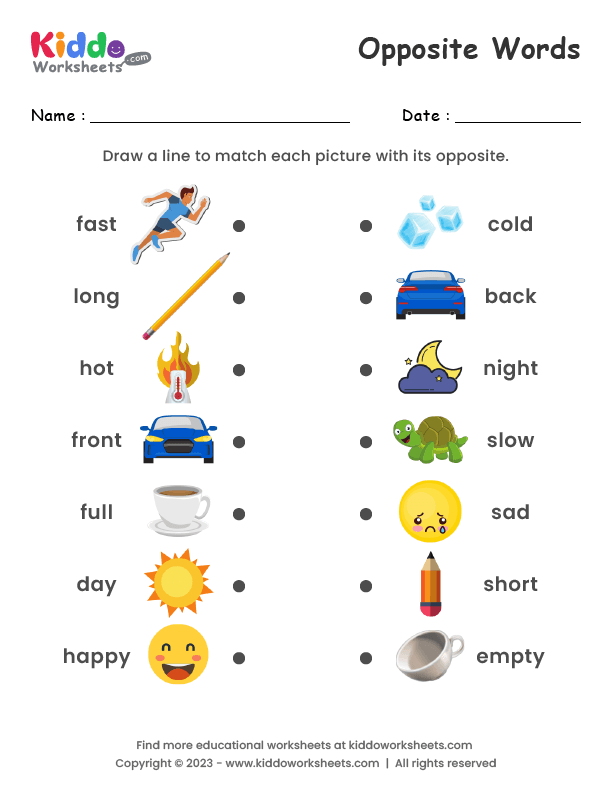 Kiddo
Worksheets.com
Opposite Words
Name : Date :
Draw a line to match each picture with its opposite.
fast cold
long back
hot night
front slow
full sad
day short
happy empty
Find more educational worksheets at kiddoworksheets.com
Copyright © 2023 - www.kiddoworksheets.com | All rights reserved